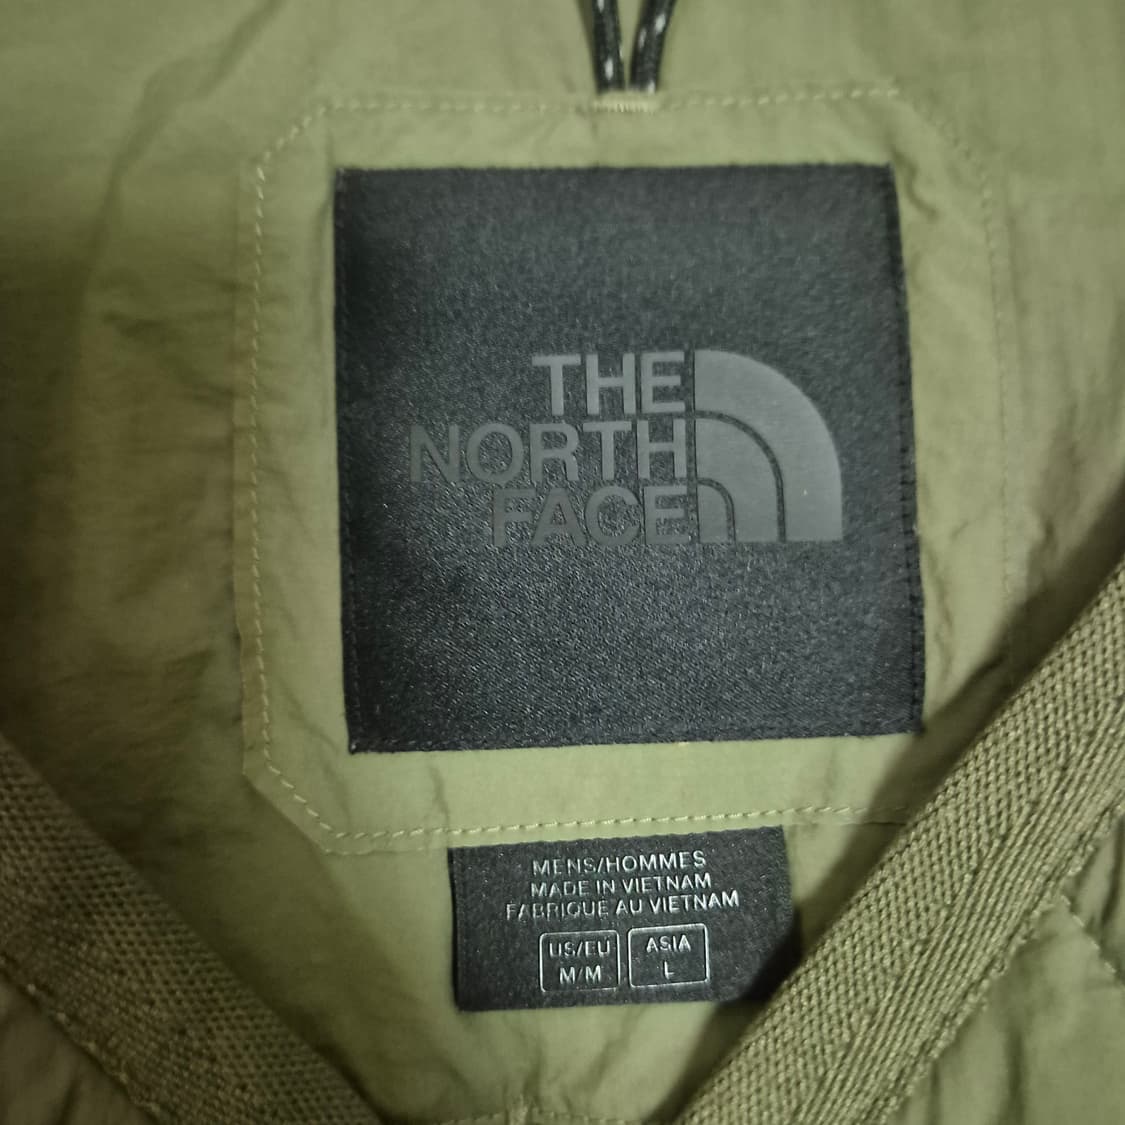 THE
NORTH
FACE
MENS/HOMMES
MADE IN VIETNAM
FABRIQUE AU VIETNAM
US/EU ASIA
M/M L